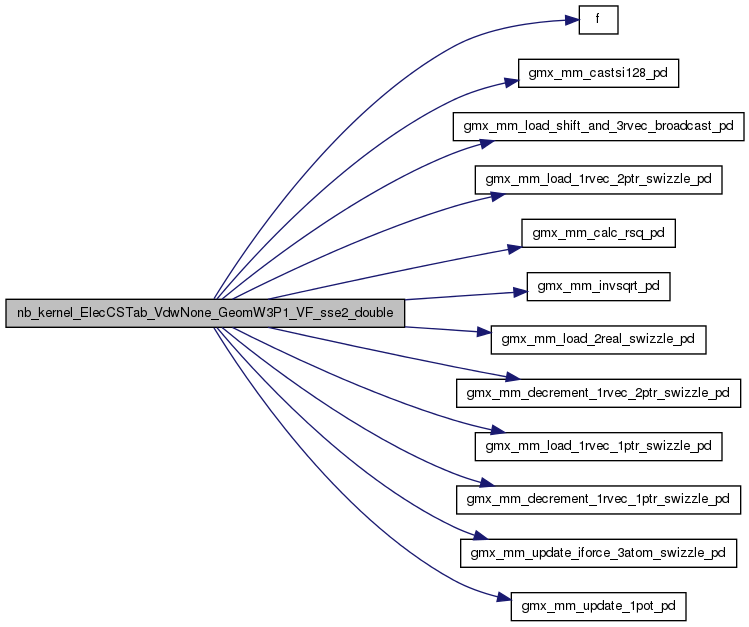 f
gmx_mm_castsi128_pd
gmx_mm_load_shift_and_3rvec_broadcast_pd
gmx_mm_load_1rvec_2ptr_swizzle_pd
gmx_mm_calc_rsq_pd
gmx_mm_invsqrt_pd
nb_kernel_ElecCSTab_VdwNone_GeomW3P1_VF_sse2_double
gmx_mm_load_2real_swizzle_pd
gmx_mm_decrement_1rvec_2ptr_swizzle_pd
gmx_mm_load_1rvec_1ptr_swizzle_pd
gmx_mm_decrement_1rvec_1ptr_swizzle_pd
gmx_mm_update_iforce_3atom_swizzle_pd
gmx_mm_update_1pot_pd